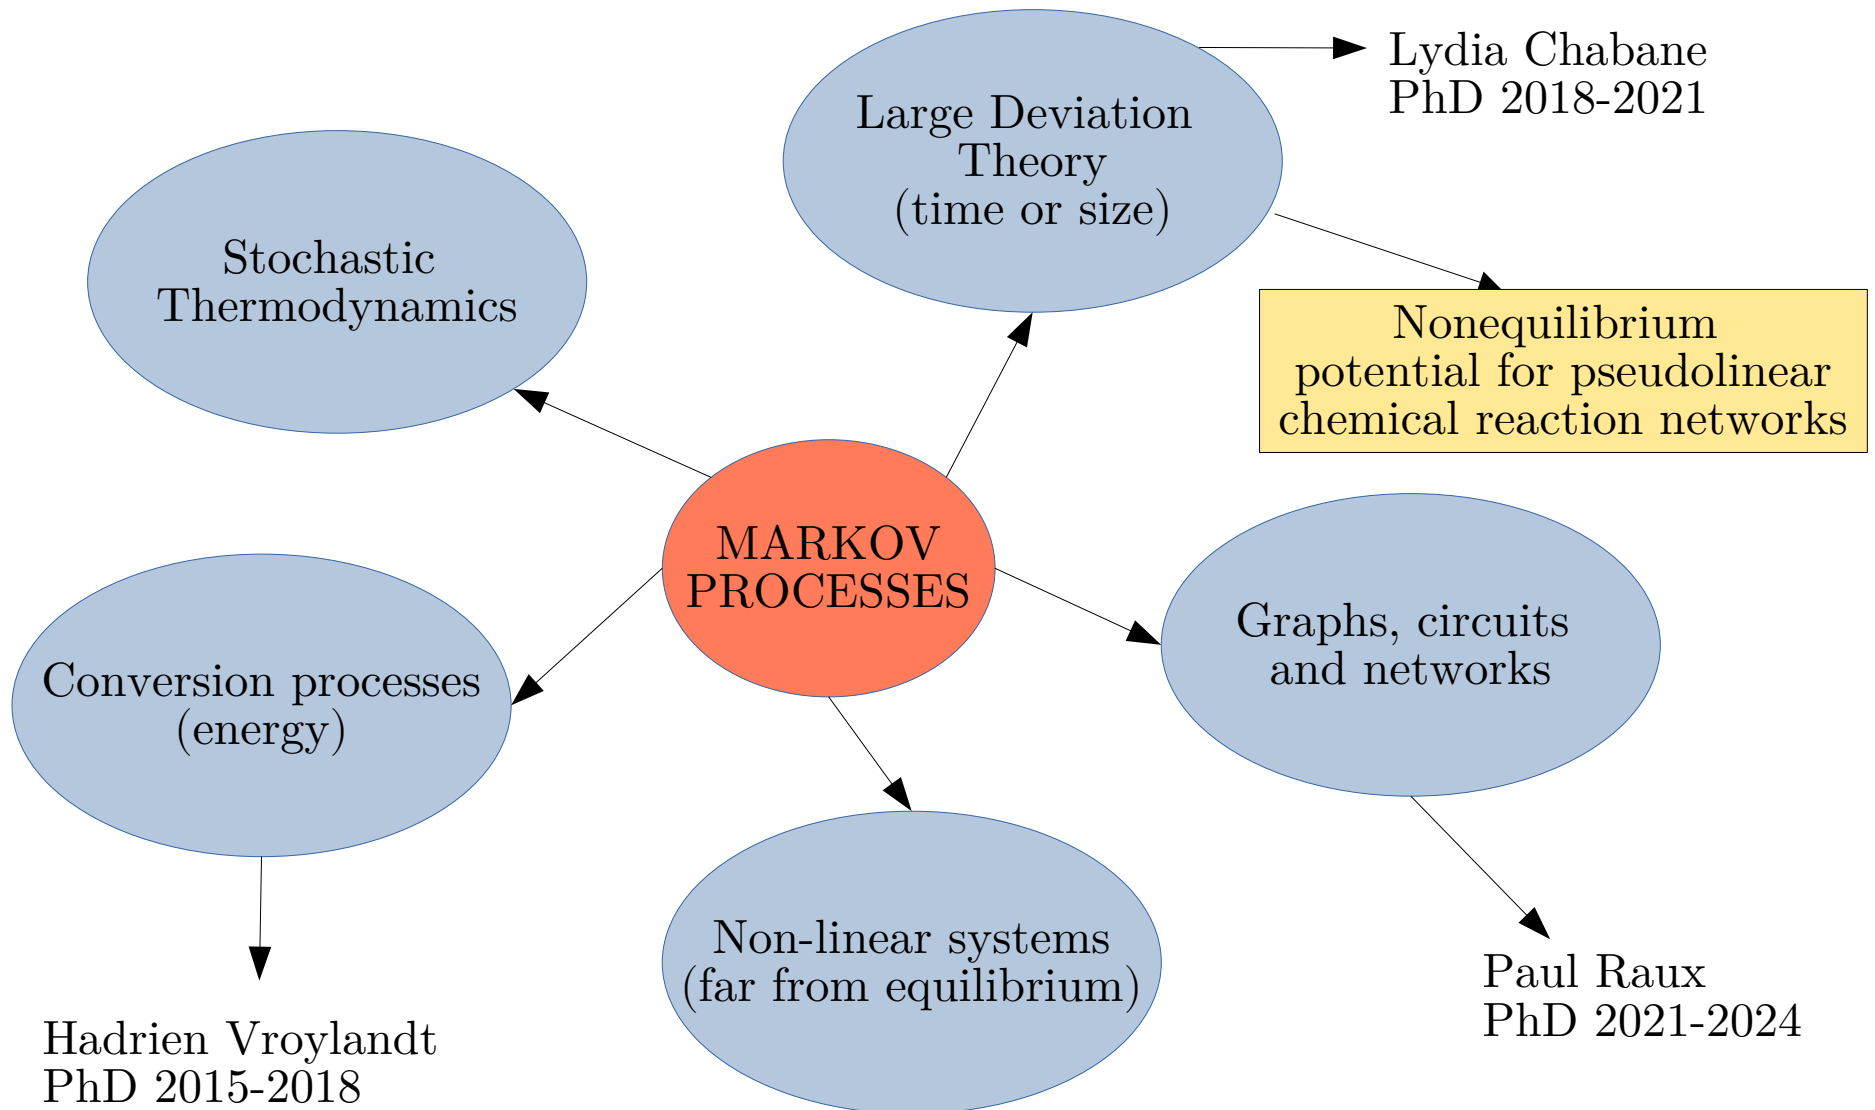 Lydia Chabane
PhD 2018-2021
Large Deviation
Theory
(time or size)
Stochastic
Thermodynamics
Nonequilibrium
potential for pseudolinear
chemical reaction networks
MARKOV
PROCESSES
Graphs, circuits
and networks
Conversion processes
(energy)
Non-linear systems
(far from equilibrium)
Paul Raux
PhD 2021-2024
Hadrien Vroylandt
PhD 2015-2018